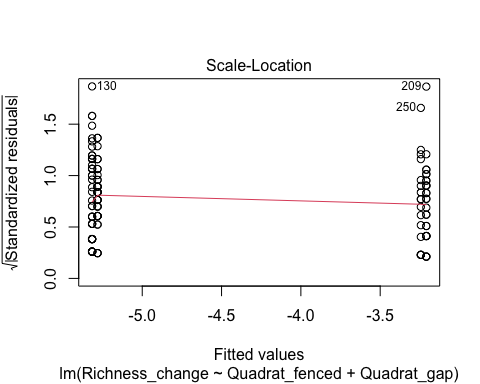 Scale-Location
√|Standardized residuals|
1.5
1.0
0.5
0.0
130
209
250
-5.0 -4.5 -4.0 -3.5
Fitted values
lm(Richness_change ~ Quadrat_fenced + Quadrat_gap)